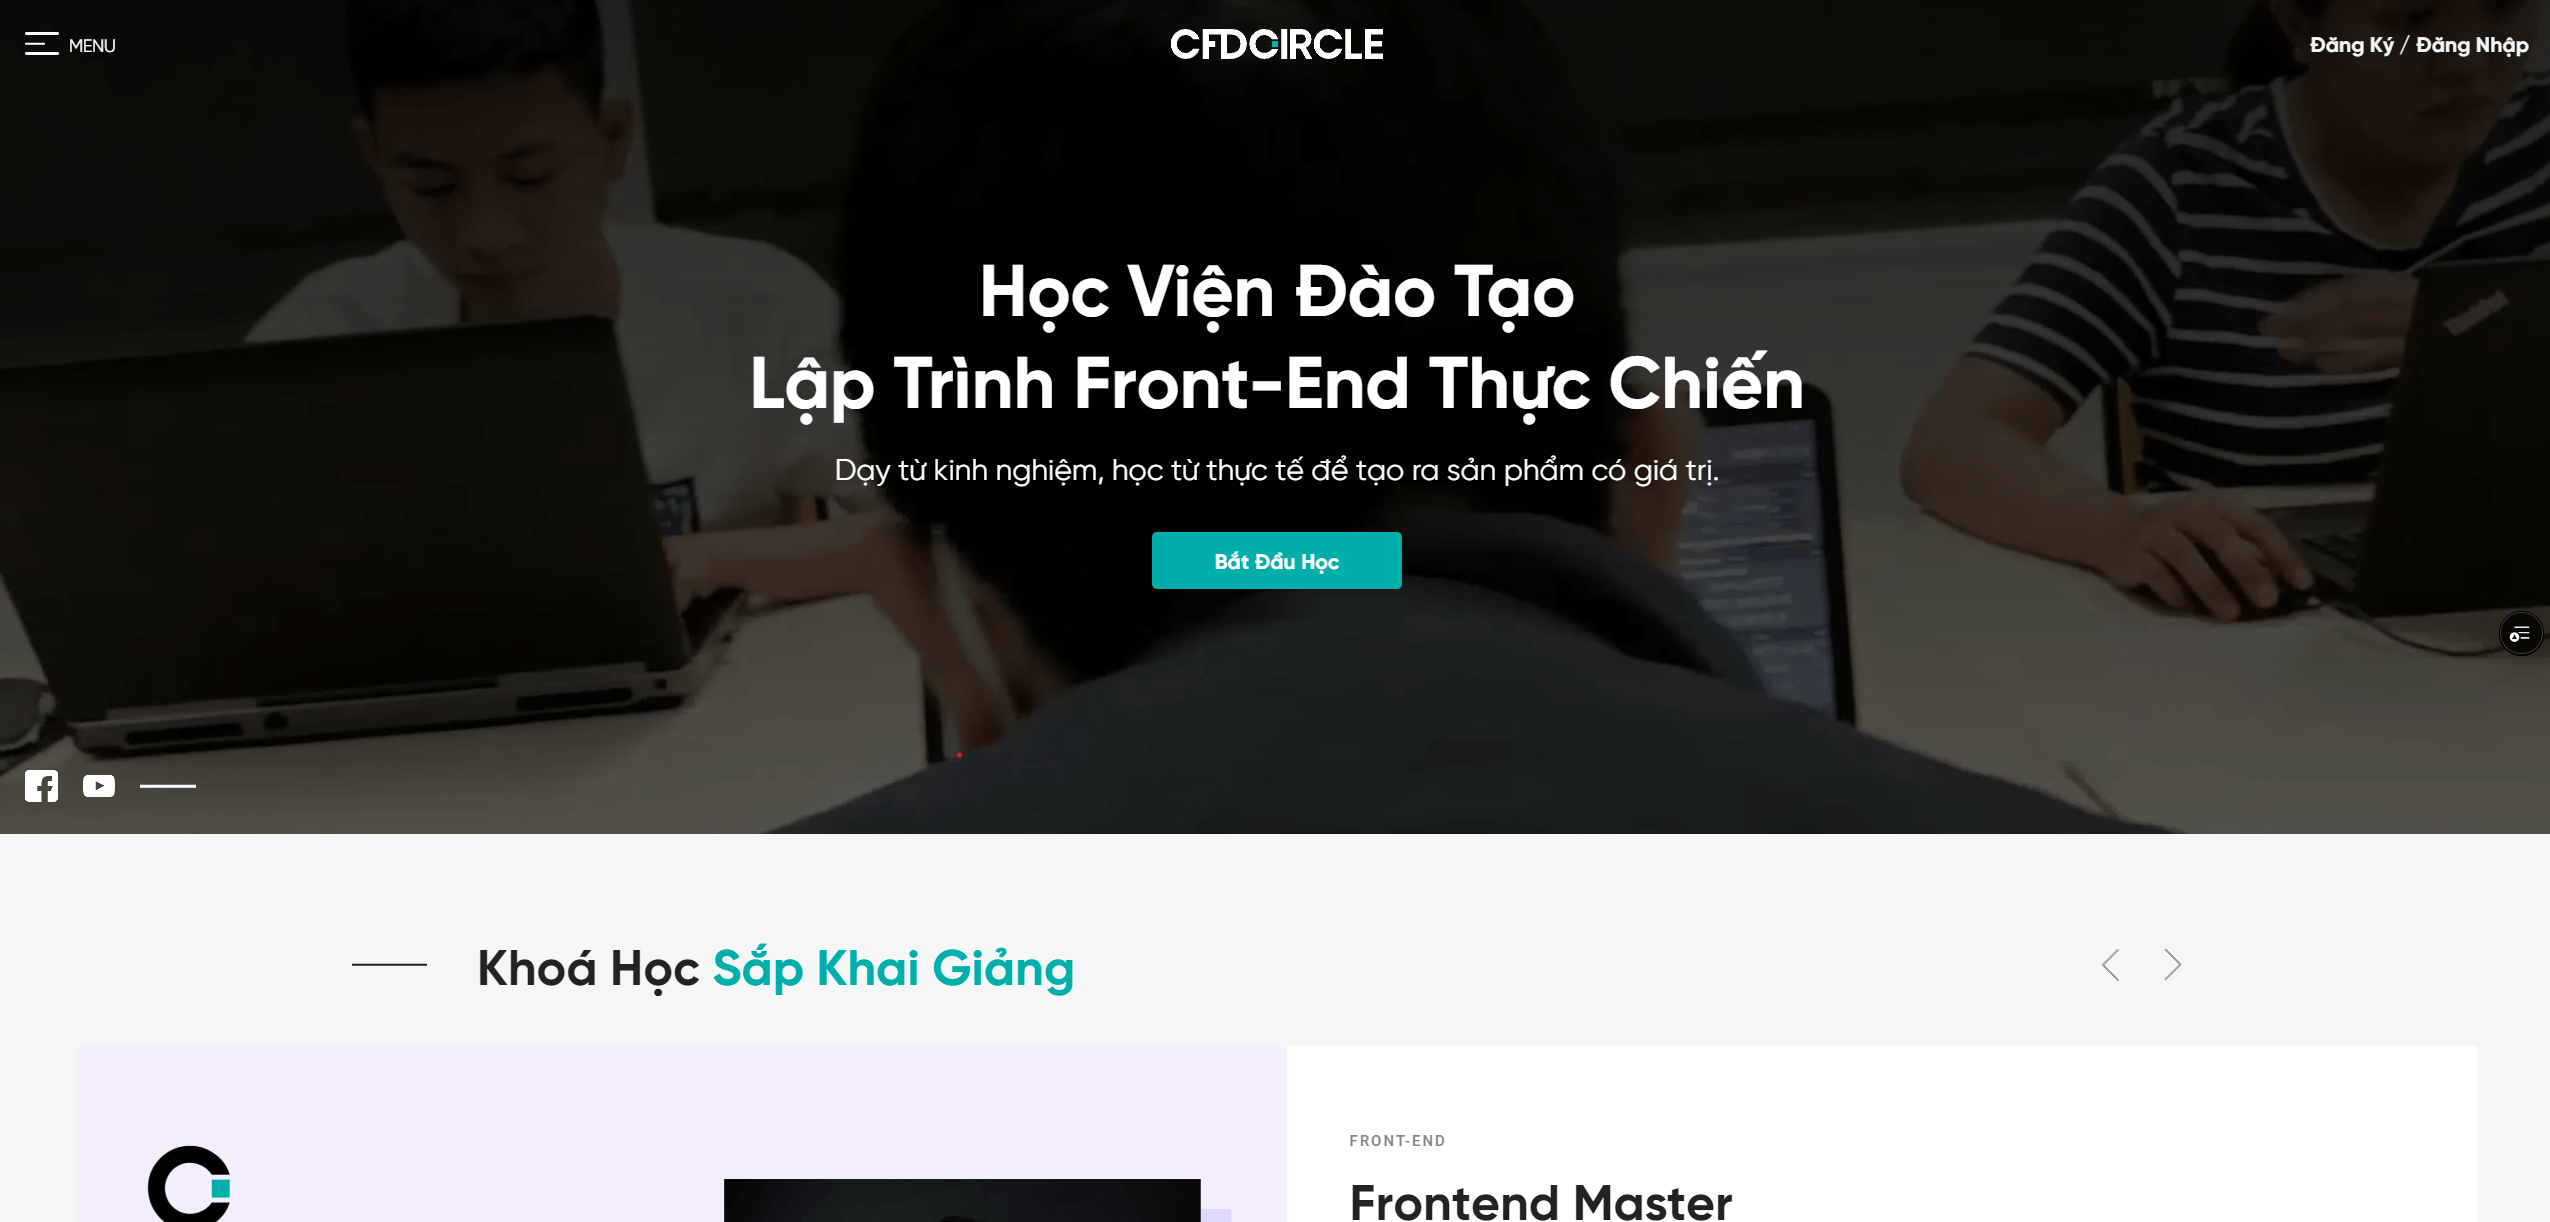 MENU
CFDCIRCLE
Đăng Ký / Đăng Nhập
Học Viện Đào Tạo
Lập Trình Front-End Thực Chiến
Dạy từ kinh nghiệm, học từ thực tế để tạo ra sản phẩm có giá trị.
Bắt Đầu Học
Khoá Học Sắp Khai Giảng
FRONT-END
Frontend Master